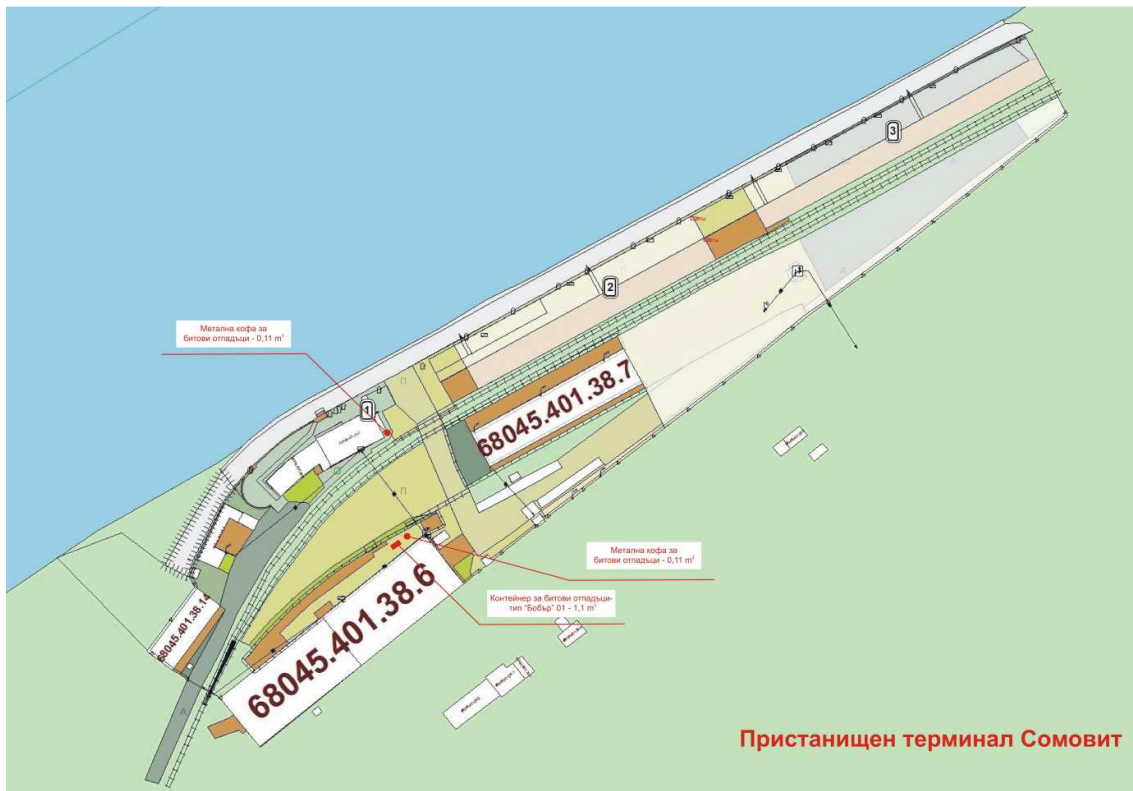 3
2
Метална кофа за
битови отпадъци - 0,11 m³
1
68045.401.38.7
П
П
Метална кофа за
битови отпадъци - 0,11 m³
Контейнер за битови отпадъци-
тип "Бобър" 01 - 1,1 m³
68045.401.38.6
68045.401.38.14
А
Пристанищен терминал Сомовит